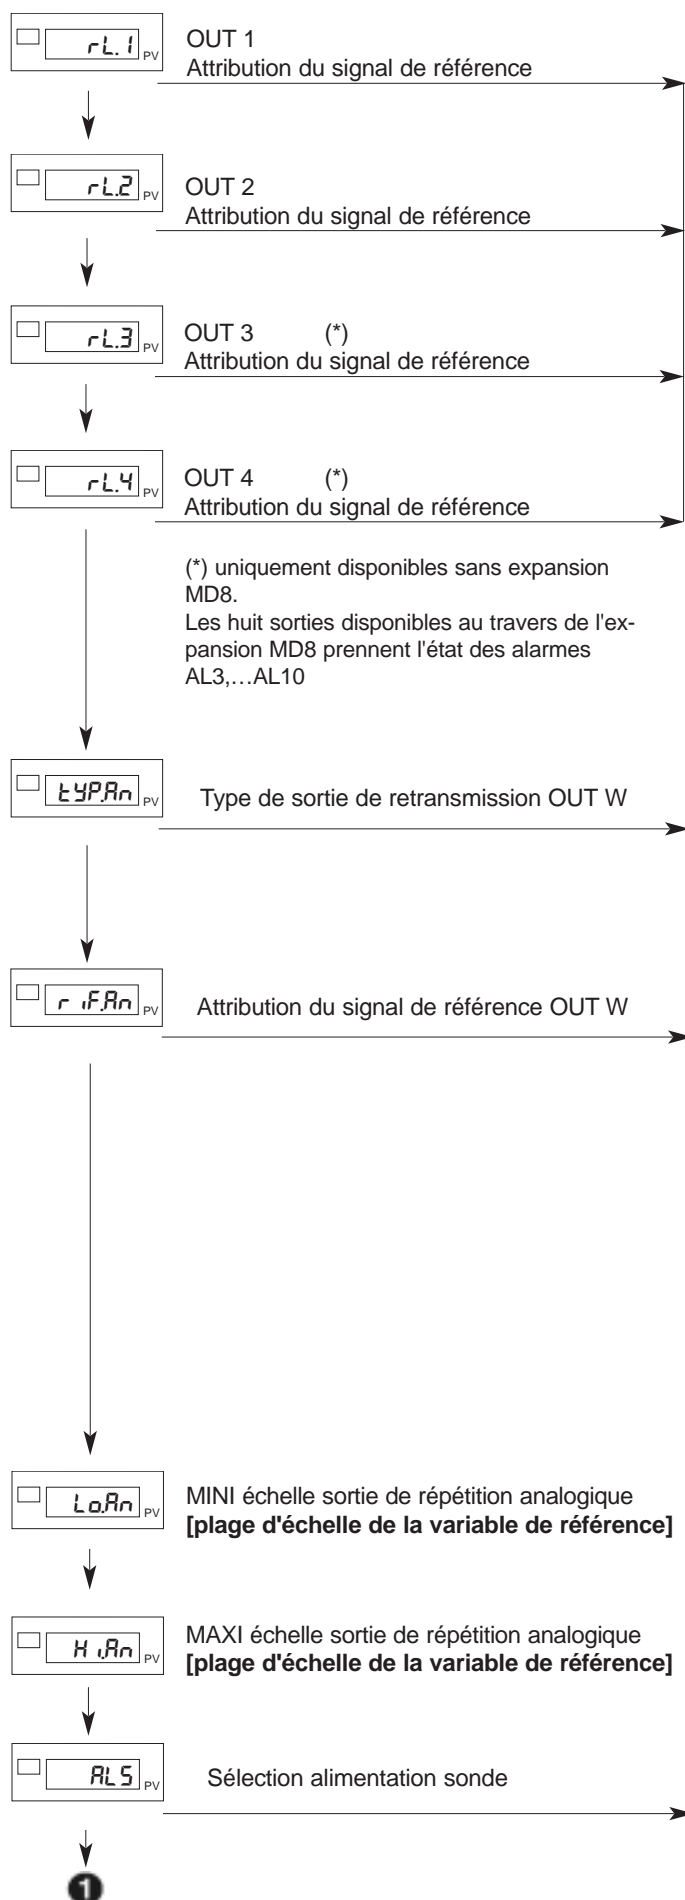 rL.1 PV
OUT 1
Attribution du signal de référence
rL.2 PV
OUT 2
Attribution du signal de référence
rL.3 PV
OUT 3 (*)
Attribution du signal de référence
rL.4 PV
OUT 4 (*)
Attribution du signal de référence
(*) uniquement disponibles sans expansion
MD8.
Les huit sorties disponibles au travers de l'ex-
pansion MD8 prennent l'état des alarmes
AL3,…AL10
tYP.An PV
Type de sortie de retransmission OUT W
riF.An PV
Attribution du signal de référence OUT W
Lo.An PV
MINI échelle sortie de répétition analogique
[plage d'échelle de la variable de référence]
Hi.An PV
MAXI échelle sortie de répétition analogique
[plage d'échelle de la variable de référence]
ALS PV
Sélection alimentation sonde
1